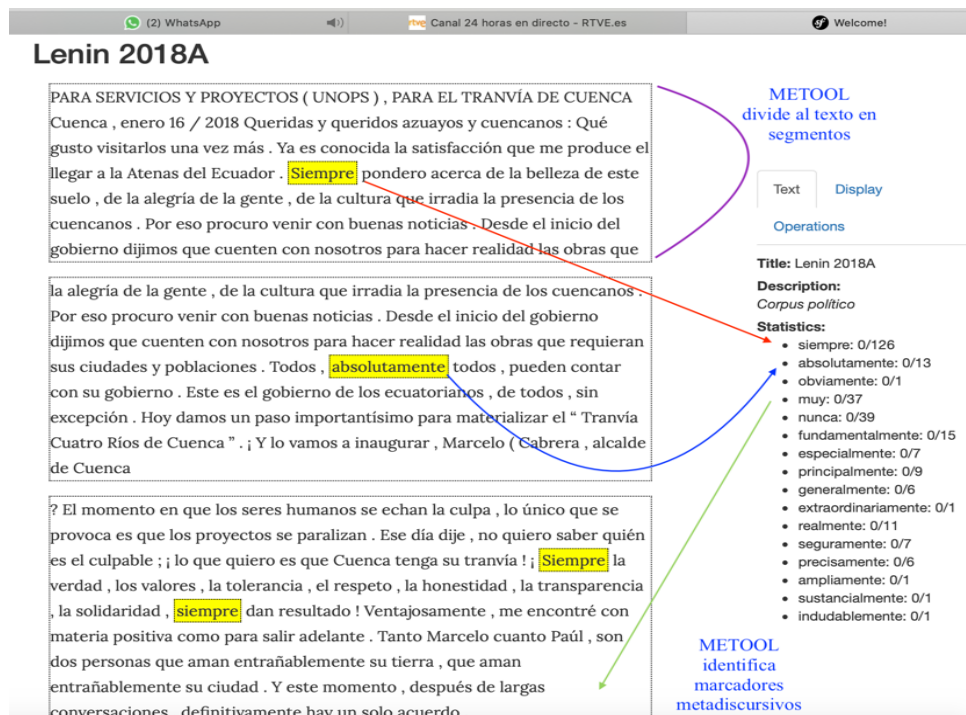 (2) WhatsApp
rtve Canal 24 horas en directo - RTVE.es
sf Welcome!
Lenin 2018A
PARA SERVICIOS Y PROYECTOS ( UNOPS ) , PARA EL TRANVÍA DE CUENCA
Cuenca , enero 16 / 2018 Queridas y queridos azuayos y cuencanos : Qué
gusto visitarlos una vez más . Ya es conocida la satisfacción que me produce el
llegar a la Atenas del Ecuador . Siempre pondero acerca de la belleza de este
suelo , de la alegría de la gente , de la cultura que irradia la presencia de los
cuencanos . Por eso procuro venir con buenas noticias . Desde el inicio del
gobierno dijimos que cuenten con nosotros para hacer realidad las obras que
la alegría de la gente , de la cultura que irradia la presencia de los cuencanos .
Por eso procuro venir con buenas noticias . Desde el inicio del gobierno
dijimos que cuenten con nosotros para hacer realidad las obras que requieran
sus ciudades y poblaciones . Todos , absolutamente todos , pueden contar
con su gobierno . Este es el gobierno de los ecuatorianos , de todos , sin
excepción . Hoy damos un paso importantísimo para materializar el “ Tranvía
Cuatro Ríos de Cuenca ” . ¡ Y lo vamos a inaugurar , Marcelo ( Cabrera , alcalde
de Cuenca
? El momento en que los seres humanos se echan la culpa , lo único que se
provoca es que los proyectos se paralizan . Ese día dije , no quiero saber quién
es el culpable ; ¡ lo que quiero es que Cuenca tenga su tranvía ! ¡ Siempre la
verdad , los valores , la tolerancia , el respeto , la honestidad , la transparencia
, la solidaridad , siempre dan resultado ! Ventajosamente , me encontré con
materia positiva como para salir adelante . Tanto Marcelo cuanto Paúl , son
dos personas que aman entrañablemente su tierra , que aman
entrañablemente su ciudad . Y este momento , después de largas
conversaciones , definitivamente hay un solo acuerdo
METOOL
divide al texto en
segmentos
Text Display
Operations
Title: Lenin 2018A
Description:
Corpus político
Statistics:
• siempre: 0/126
• absolutamente: 0/13
• obviamente: 0/1
• muy: 0/37
• nunca: 0/39
• fundamentalmente: 0/15
• especialmente: 0/7
• principalmente: 0/9
• generalmente: 0/6
• extraordinariamente: 0/1
• realmente: 0/11
• seguramente: 0/7
• precisamente: 0/6
• ampliamente: 0/1
• sustancialmente: 0/1
• indudablemente: 0/1
METOOL
identifica
marcadores
metadiscursivos